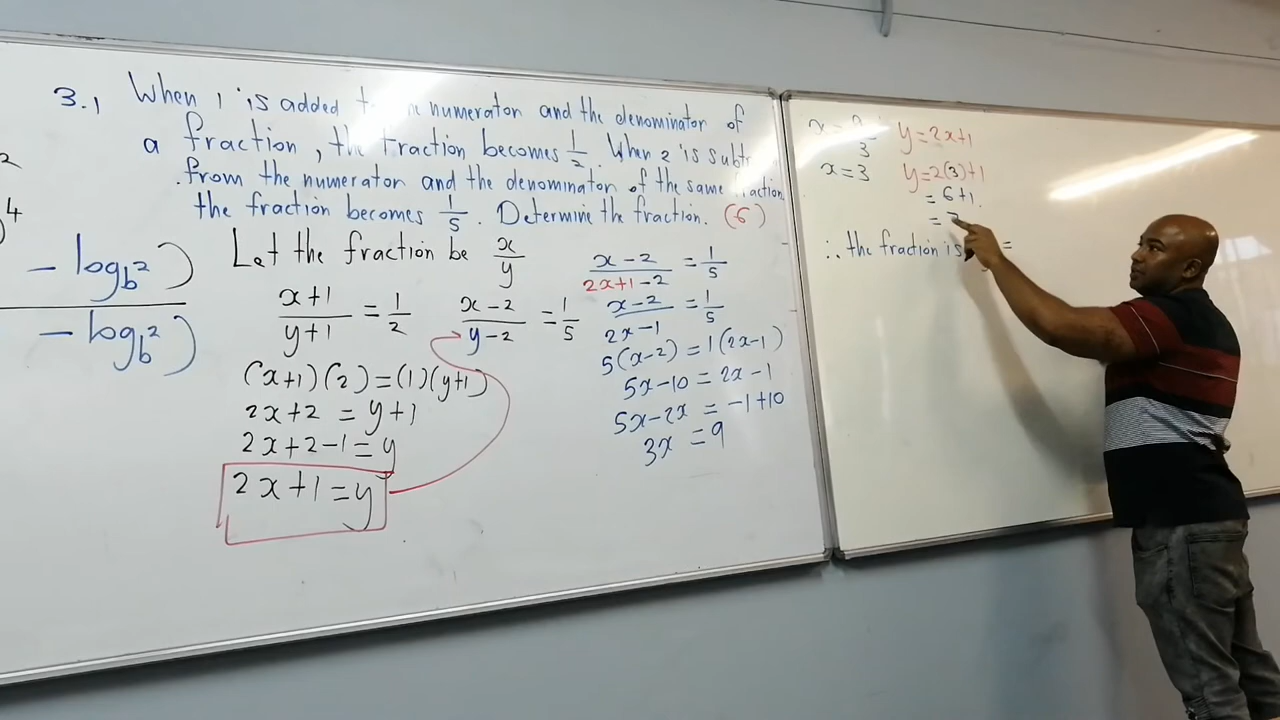 2
4
- log_b 2 )
- log_b 2 )
3.1 When 1 is added numerator and the denominator of
a fraction, the fraction becomes 1/2. When 2 is
from the numerator and the denominator of the same fraction
the fraction becomes 1/5. Determine the fraction. (6)
Let the fraction be x/y
(x+1)/(y+1) = 1/2
(x+1)(2) = (1)(y+1)
2x+2 = y+1
2x+2-1 = y
2x+1 = y
(x-2)/(y-2) = 1/5
(x-2)/(2x+1-2) = 1/5
(x-2)/(2x-1) = 1/5
5(x-2) = 1(2x-1)
5x-10 = 2x-1
5x-2x = -1+10
3x = 9
x = 3
y = 2x+1
y = 2(3)+1
= 6+1
= 7
∴ the fraction is =